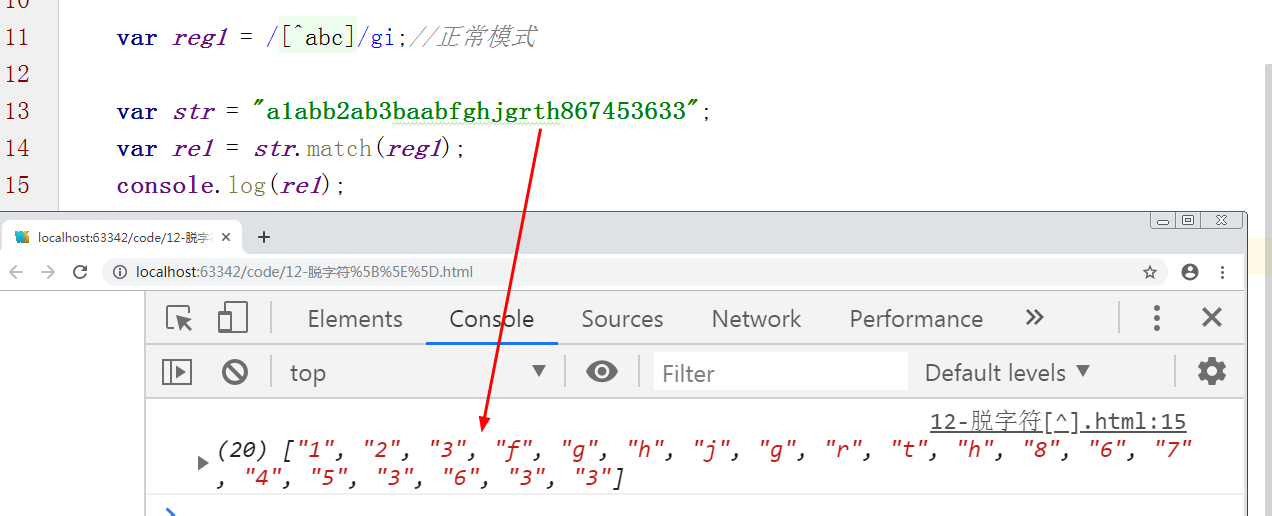 10
11 var reg1 = /[^abc]/gi;//正常模式
12
13 var str = "a1abb2ab3baabfghjgrth867453633";
14 var re1 = str.match(reg1);
15 console.log(re1);
localhost:63342/code/12-脱字符
localhost:63342/code/12-脱字符%5B%5E%5D.html
Elements Console Sources Network Performance »
top Filter Default levels
12-脱字符[^].html:15
(20) ["1", "2", "3", "f", "g", "h", "j", "g", "r", "t", "h", "8", "6", "7"
, "4", "5", "3", "6", "3", "3"]